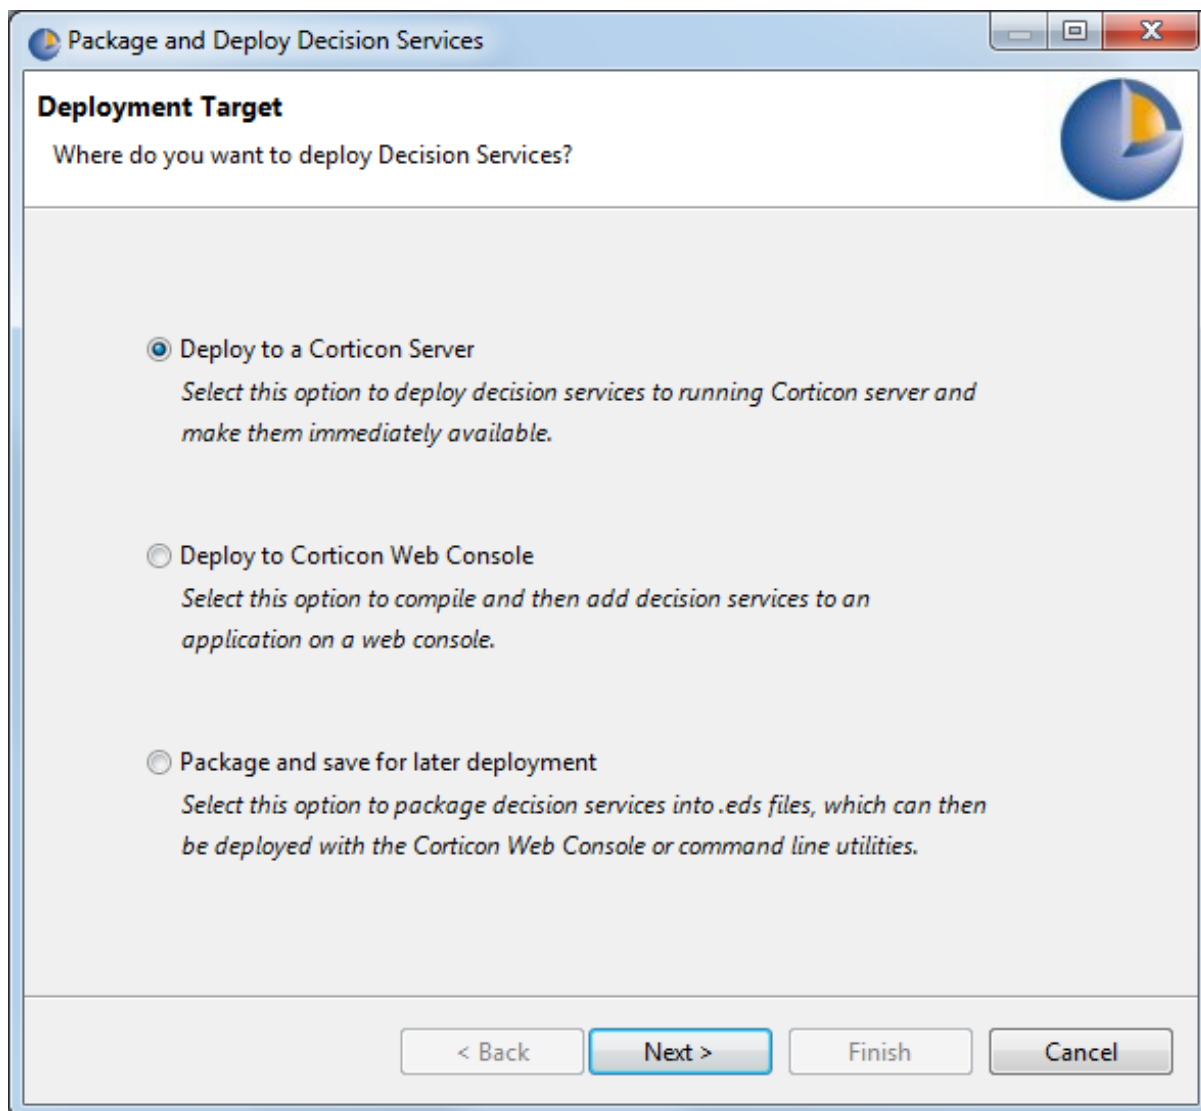 Package and Deploy Decision Services
Deployment Target
Where do you want to deploy Decision Services?
Deploy to a Corticon Server
Select this option to deploy decision services to running Corticon server and
make them immediately available.
Deploy to Corticon Web Console
Select this option to compile and then add decision services to an
application on a web console.
Package and save for later deployment
Select this option to package decision services into .eds files, which can then
be deployed with the Corticon Web Console or command line utilities.
< Back Next > Finish Cancel